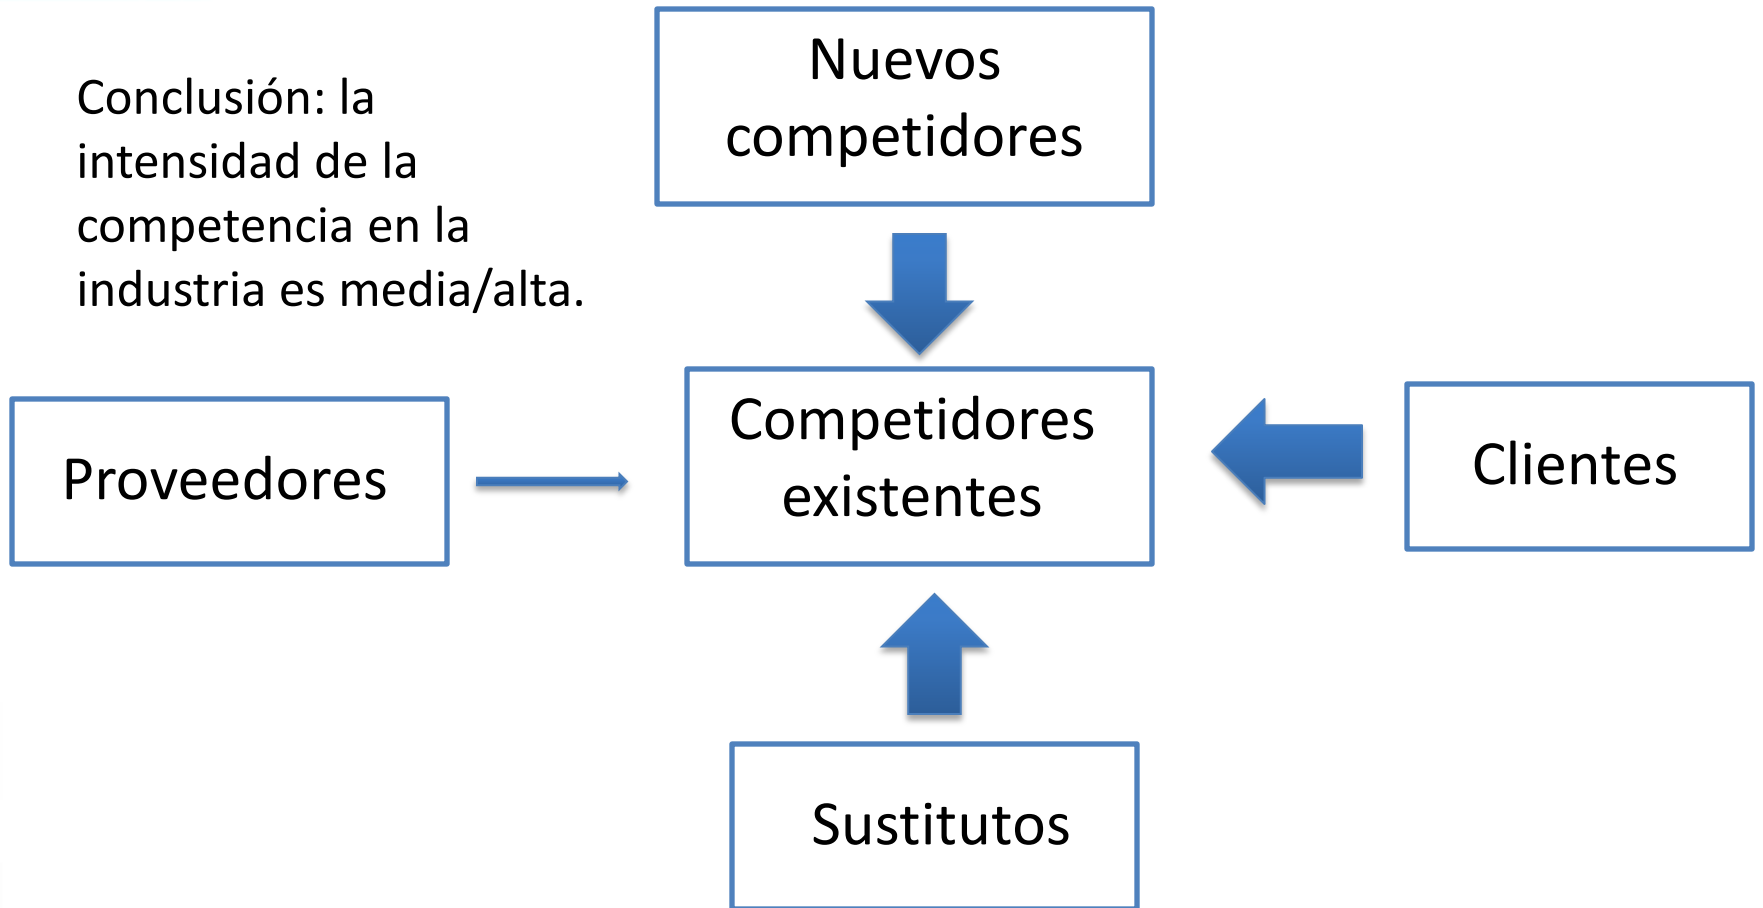 Nuevos
competidores
Conclusión: la
intensidad de la
competencia en la
industria es media/alta.
Proveedores
Competidores
existentes
Clientes
Sustitutos